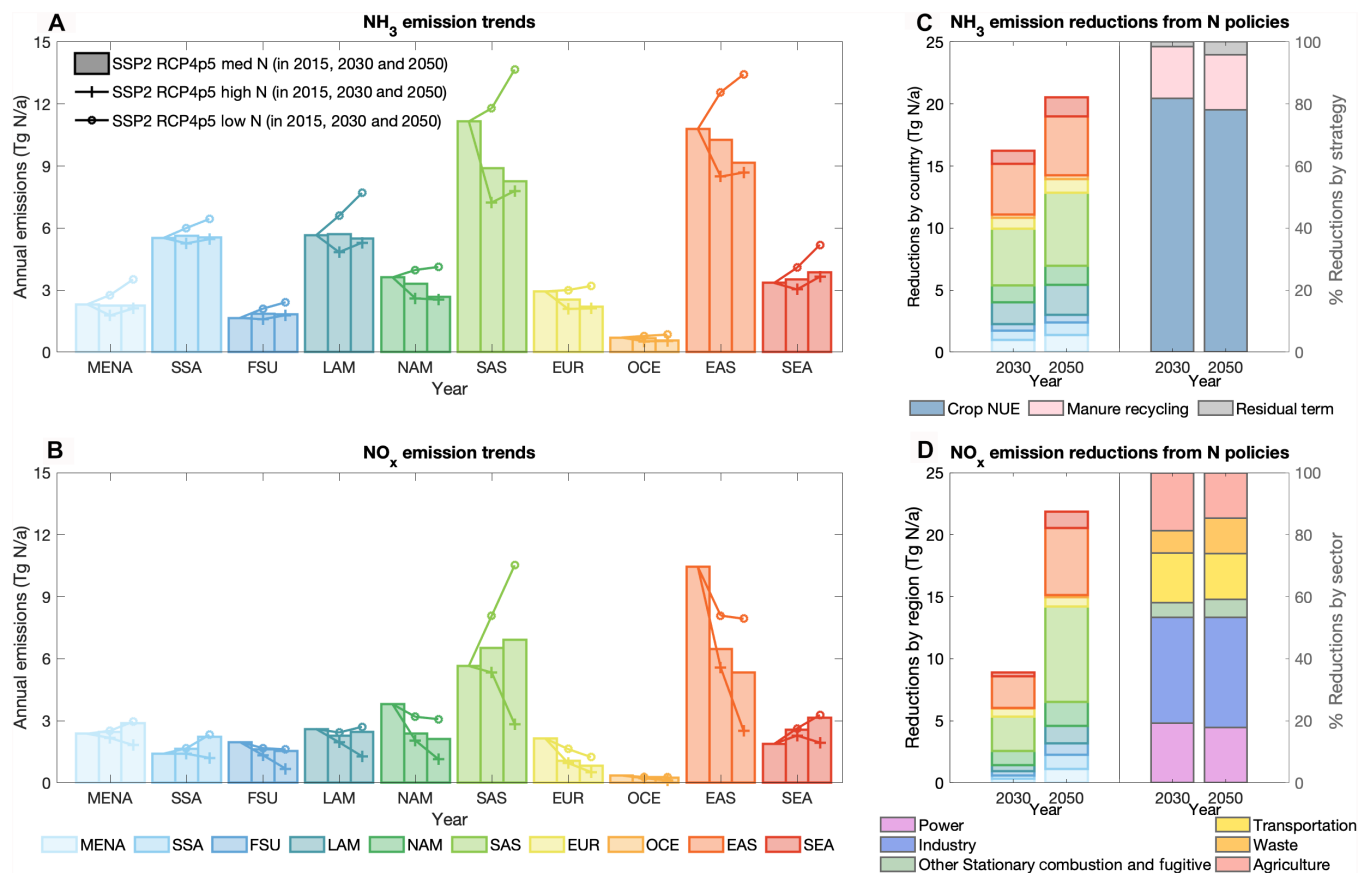 A
NH3 emission trends
15
12
9
6
3
0
Annual emissions (Tg N/a)
SSP2 RCP4p5 med N (in 2015, 2030 and 2050)
SSP2 RCP4p5 high N (in 2015, 2030 and 2050)
SSP2 RCP4p5 low N (in 2015, 2030 and 2050)
MENA SSA FSU LAM NAM SAS EUR OCE EAS SEA
Year
C
NH3 emission reductions from N policies
25
20
15
10
5
0
Reductions by country (Tg N/a)
100
80
60
40
20
0
% Reductions by strategy
2030 2050 2030 2050
Year Year
Crop NUE Manure recycling Residual term
B
NOx emission trends
15
12
9
6
3
0
Annual emissions (Tg N/a)
MENA SSA FSU LAM NAM SAS EUR OCE EAS SEA
Year
MENA SSA FSU LAM NAM SAS EUR OCE EAS SEA
D
NOx emission reductions from N policies
25
20
15
10
5
0
Reductions by region (Tg N/a)
100
80
60
40
20
0
% Reductions by sector
2030 2050 2030 2050
Year Year
Power Transportation
Industry Waste
Other Stationary combustion and fugitive Agriculture